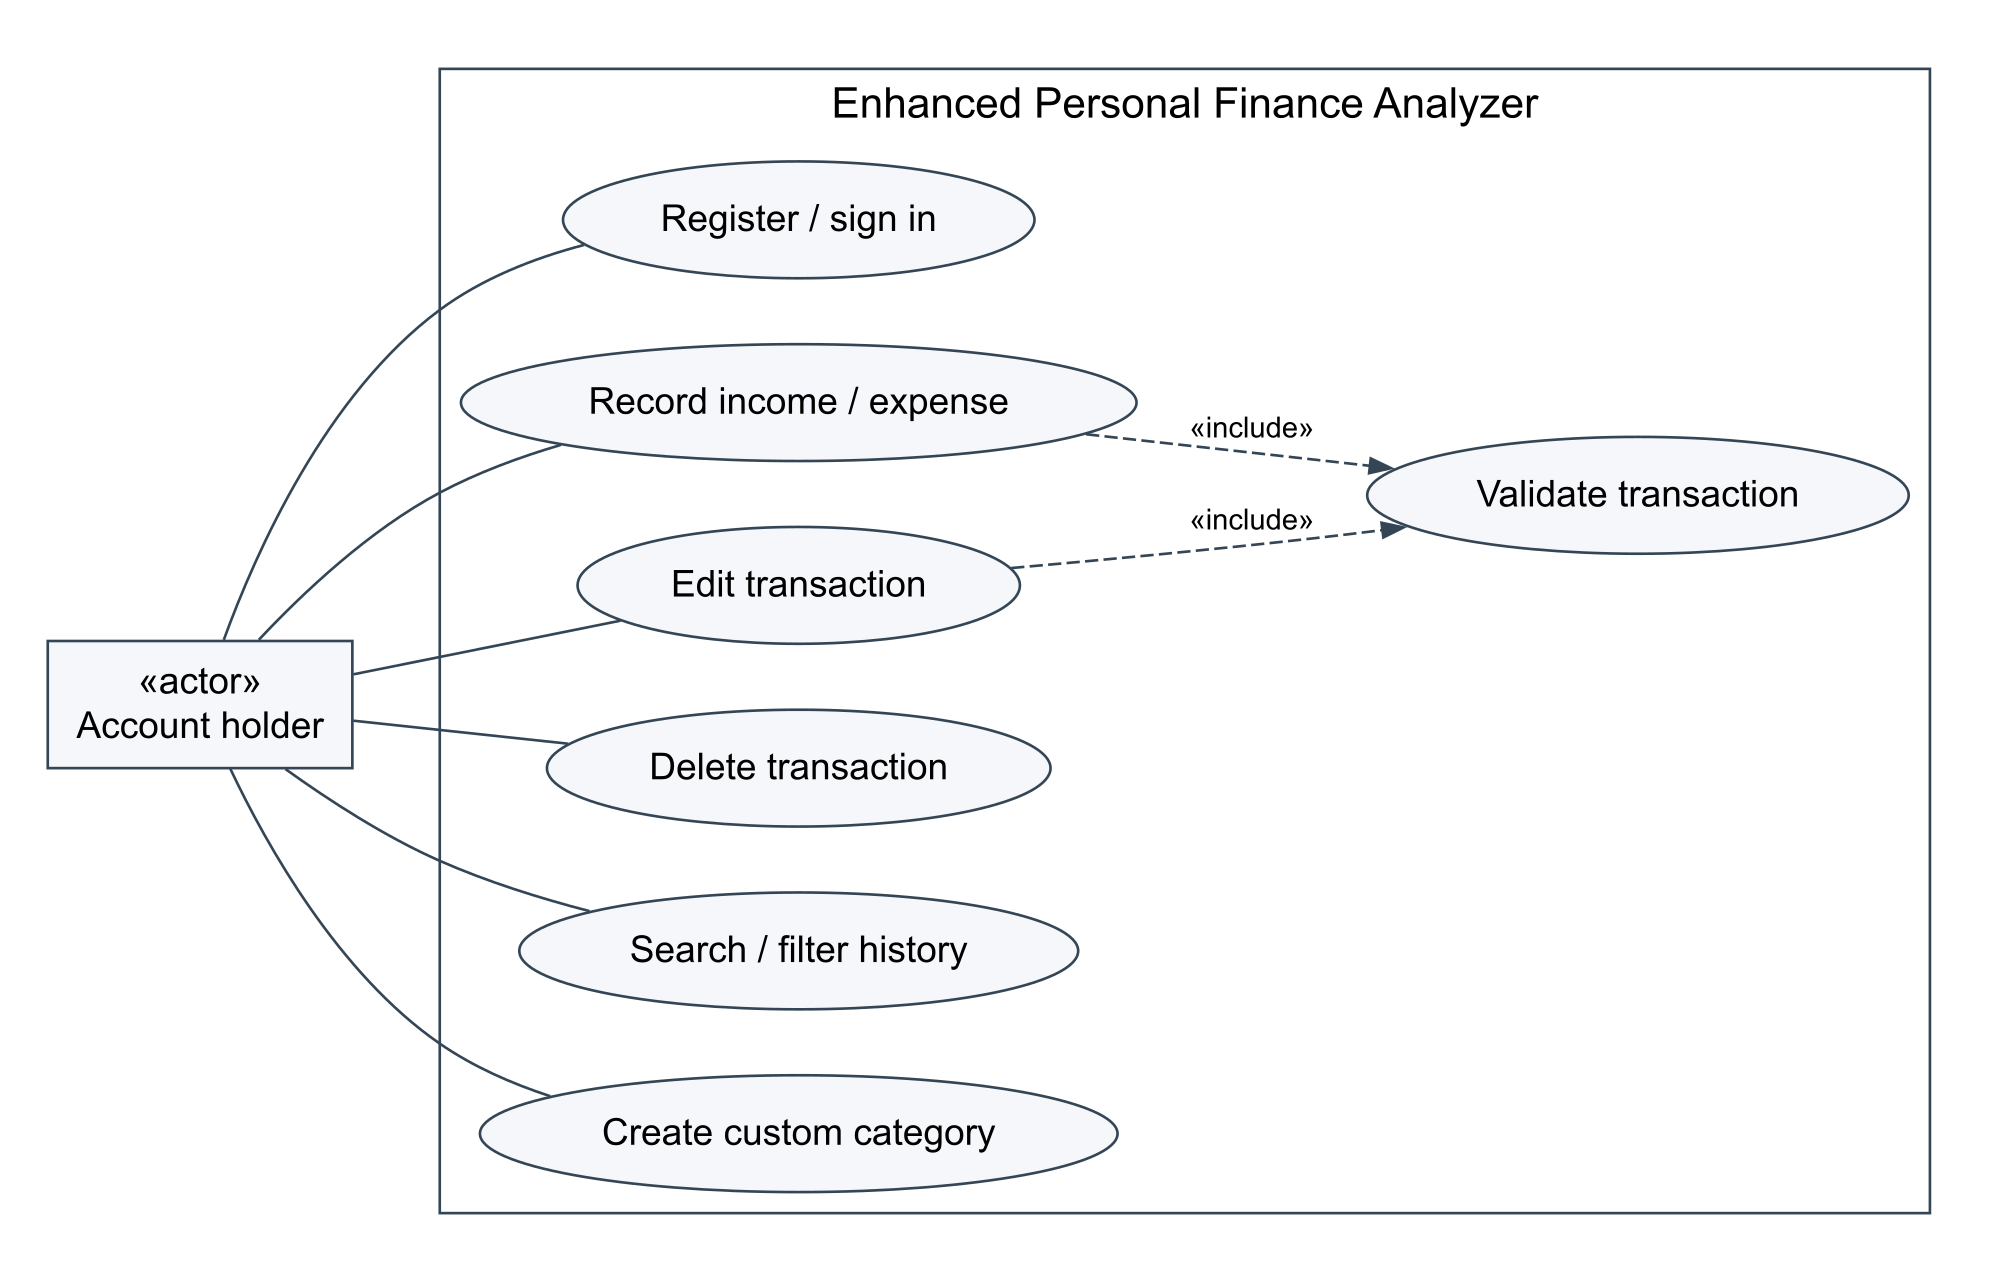 Enhanced Personal Finance Analyzer
Register / sign in
Record income / expense
«include»
Validate transaction
«include»
Edit transaction
«actor»
Account holder
Delete transaction
Search / filter history
Create custom category